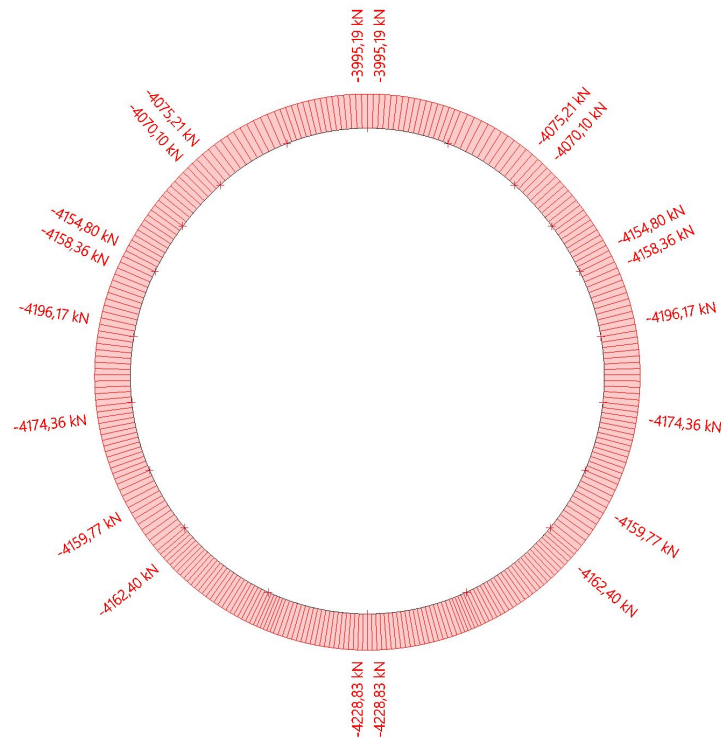 -3995,19 kN
-3995,19 kN
-4075,21 kN
-4070,10 kN
-4075,21 kN
-4070,10 kN
-4154,80 kN
-4158,36 kN
-4154,80 kN
-4158,36 kN
-4196,17 kN
-4196,17 kN
-4174,36 kN
-4174,36 kN
-4159,77 kN
-4159,77 kN
-4162,40 kN
-4162,40 kN
-4228,83 kN
-4228,83 kN